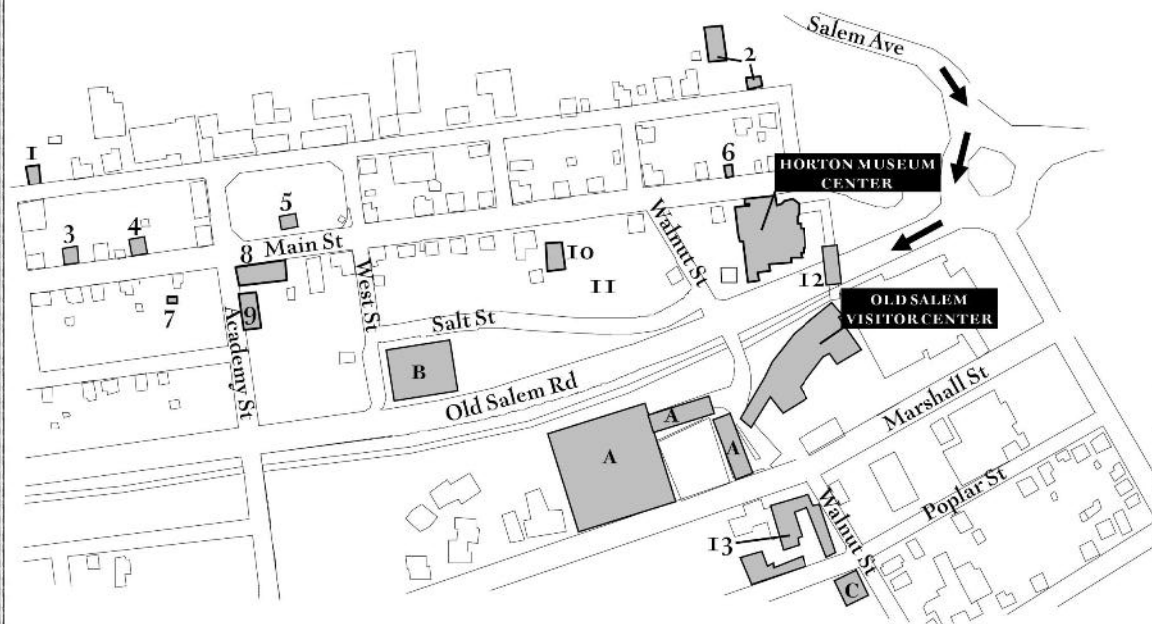 Salem Ave
2
1
6
HORTON MUSEUM
CENTER
5
3
4
Main St
8
Walnut St
10
11
12
7
9
West St
Academy St
Salt St
OLD SALEM
VISITOR CENTER
B
Old Salem Rd
Marshall St
A
A
A
Poplar St
Walnut St
13
C